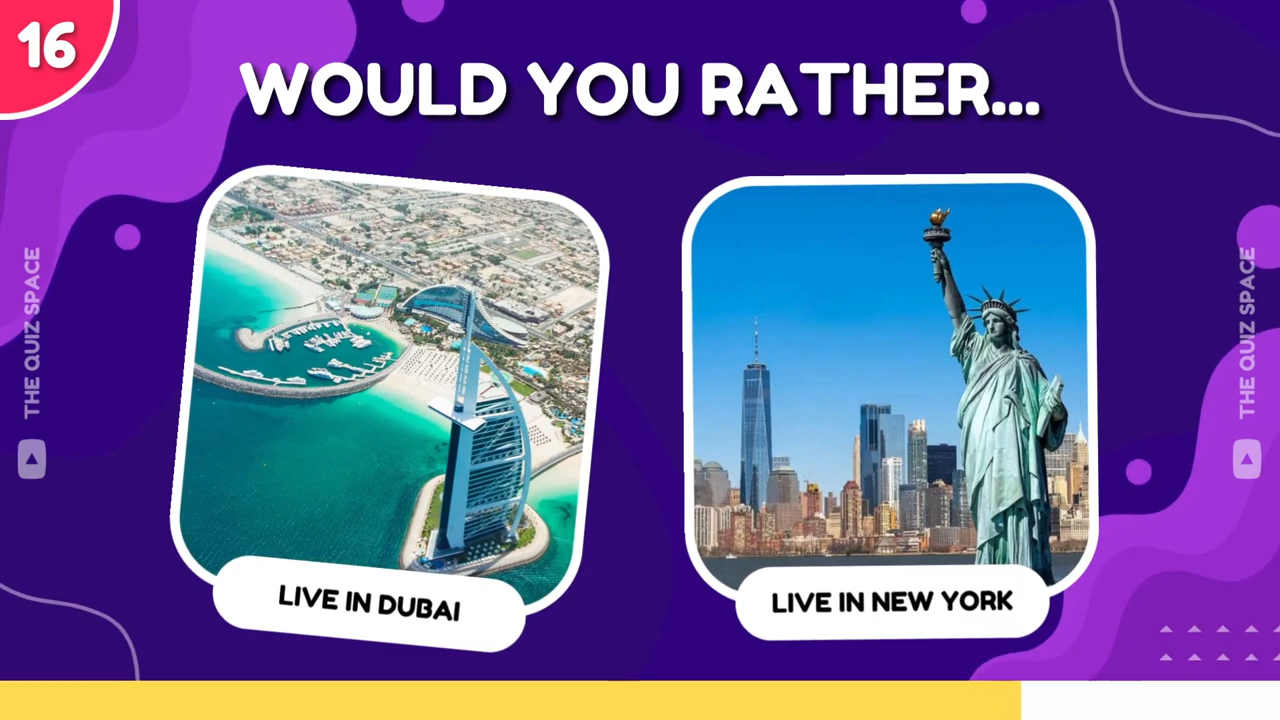 16
WOULD YOU RATHER...
THE QUIZ SPACE
THE QUIZ SPACE
LIVE IN DUBAI
LIVE IN NEW YORK